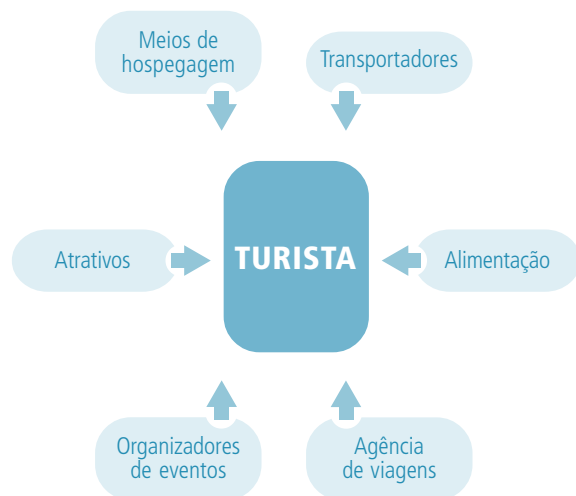 Meios de
hospegagem
Transportadores
Atrativos
TURISTA
Alimentação
Organizadores
de eventos
Agência
de viagens